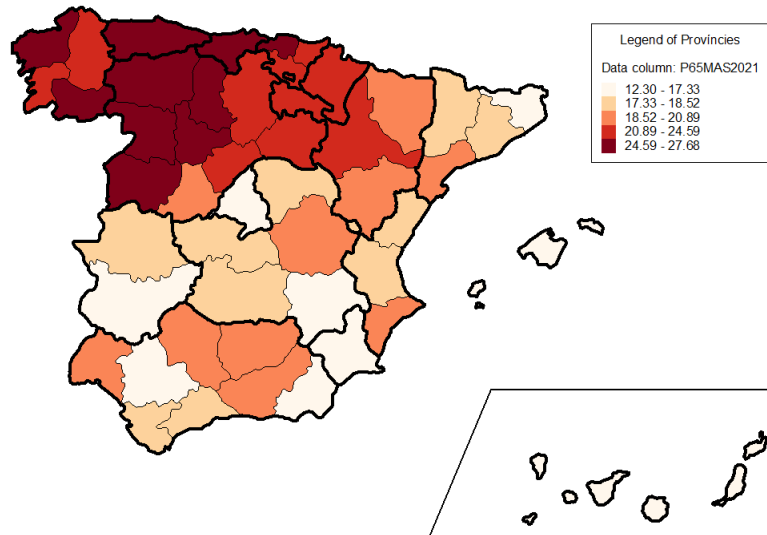 Legend of Províncies
Data column: P65MAS2021
12.30 - 17.33
17.33 - 18.52
18.52 - 20.89
20.89 - 24.59
24.59 - 27.68